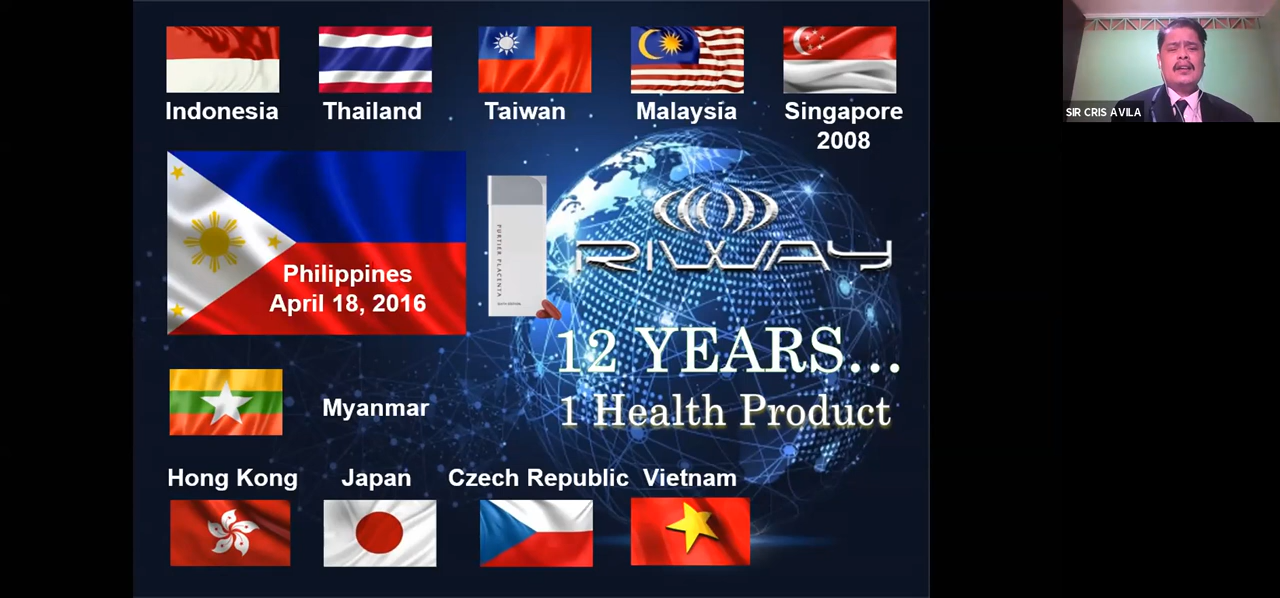 Indonesia
Thailand
Taiwan
Malaysia
Singapore
2008
SIR CRIS AVILA
Philippines
April 18, 2016
PURTIER PLACENTA
RIWAY
12 YEARS...
1 Health Product
Myanmar
Hong Kong
Japan
Czech Republic
Vietnam